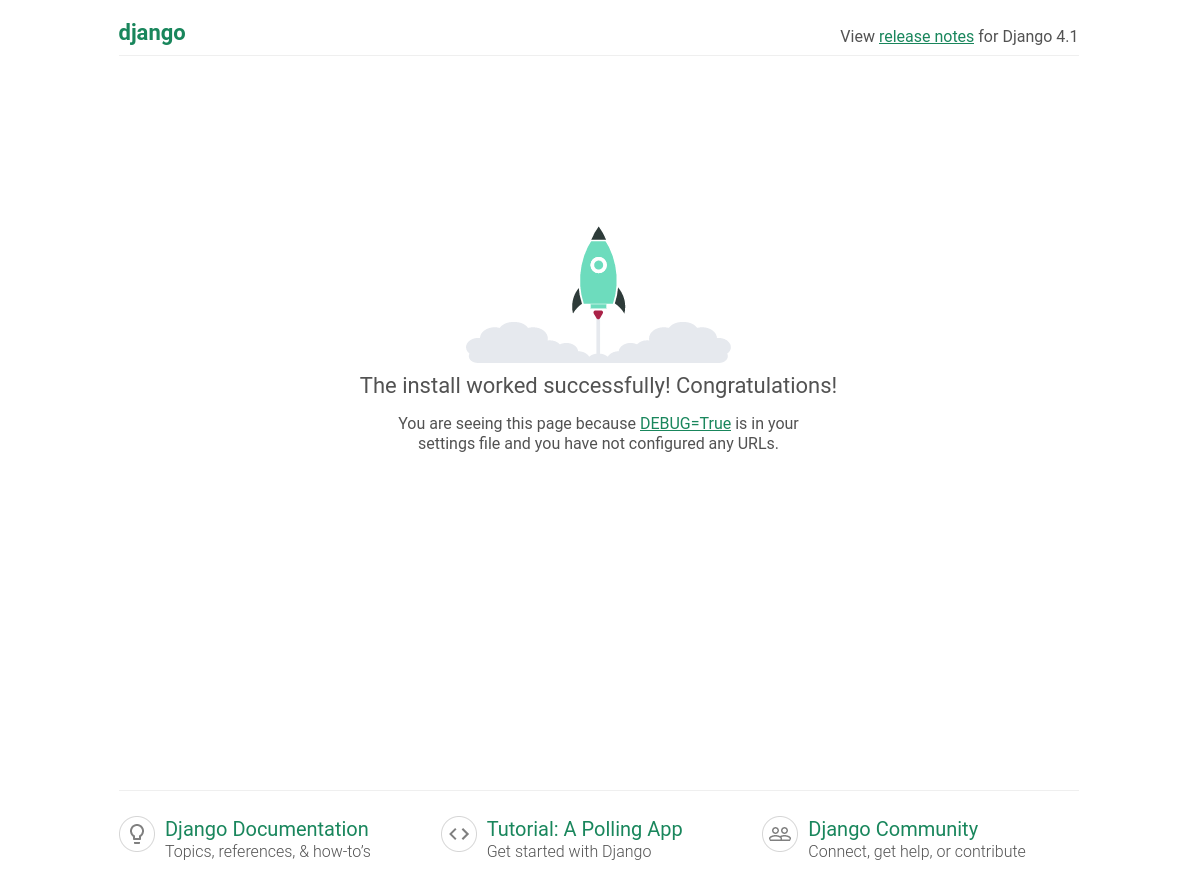 django
View release notes for Django 4.1
The install worked successfully! Congratulations!
You are seeing this page because DEBUG=True is in your
settings file and you have not configured any URLs.
Django Documentation
Topics, references, & how-to’s
Tutorial: A Polling App
Get started with Django
Django Community
Connect, get help, or contribute